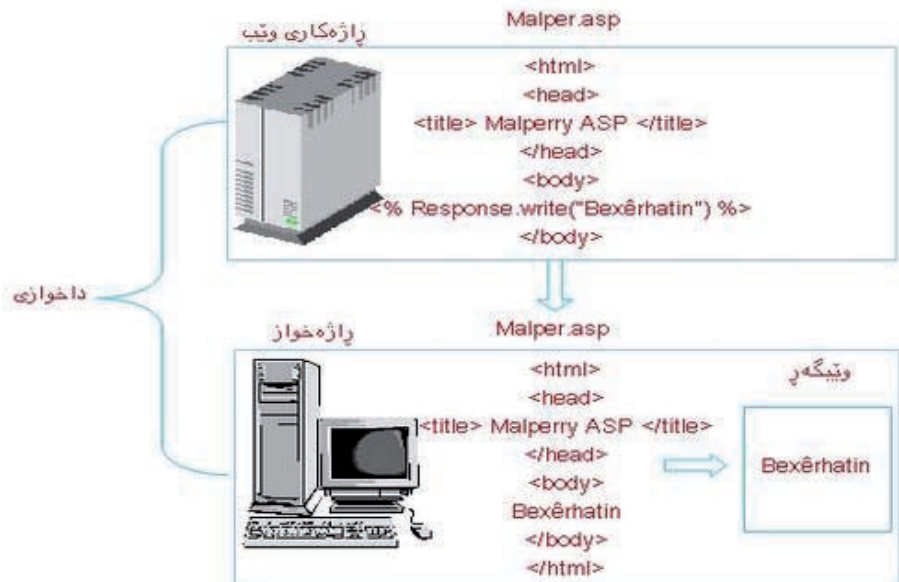 Malper.asp
ڕاژەکاری وێب
<html>
<head>
<title> Malperry ASP </title>
</head>
<body>
<% Response.write("Bexêrhatin") %>
</body>
داخوازی
Malper.asp
ڕاژەخواز
<html>
<head>
<title> Malperry ASP </title>
</head>
<body>
Bexêrhatin
</body>
</html>
وێبگەڕ
Bexêrhatin